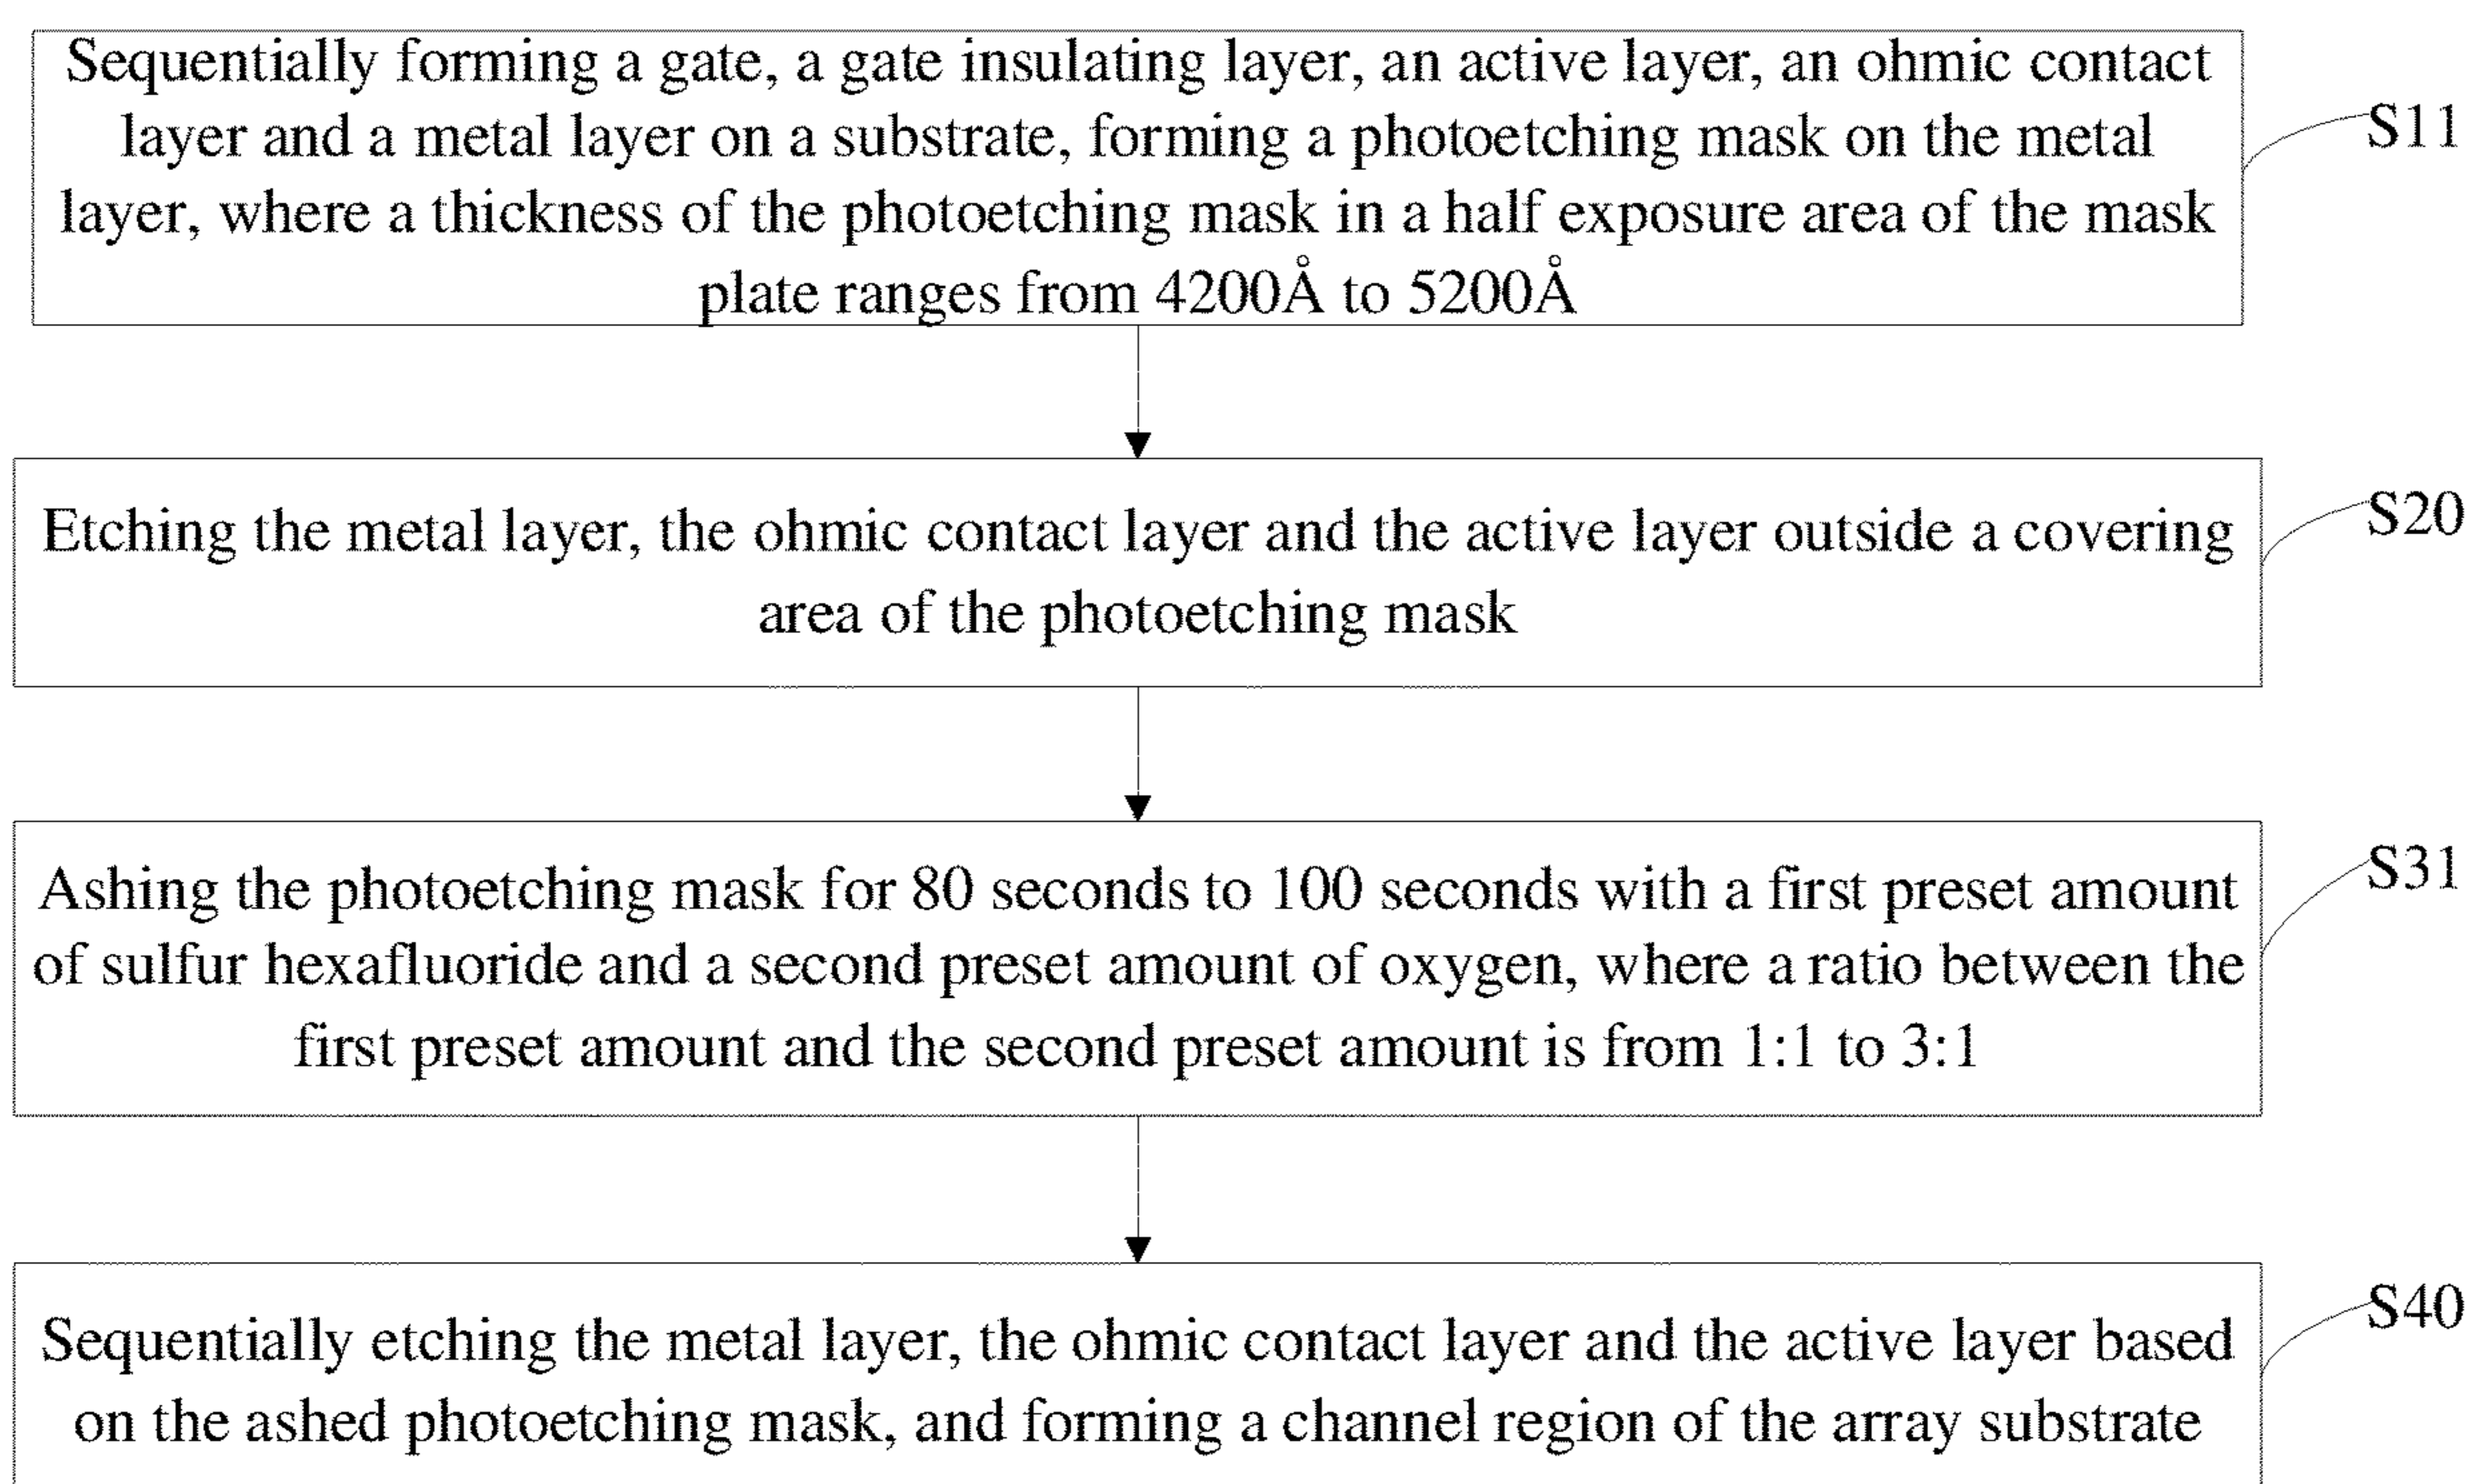 Sequentially forming a gate, a gate insulating layer, an active layer, an ohmic contact
layer and a metal layer on a substrate, forming a photoetching mask on the metal
layer, where a thickness of the photoetching mask in a half exposure area of the mask
plate ranges from 4200Å to 5200Å
S11
Etching the metal layer, the ohmic contact layer and the active layer outside a covering
area of the photoetching mask
S20
Ashing the photoetching mask for 80 seconds to 100 seconds with a first preset amount
of sulfur hexafluoride and a second preset amount of oxygen, where a ratio between the
first preset amount and the second preset amount is from 1:1 to 3:1
S31
Sequentially etching the metal layer, the ohmic contact layer and the active layer based
on the ashed photoetching mask, and forming a channel region of the array substrate
S40